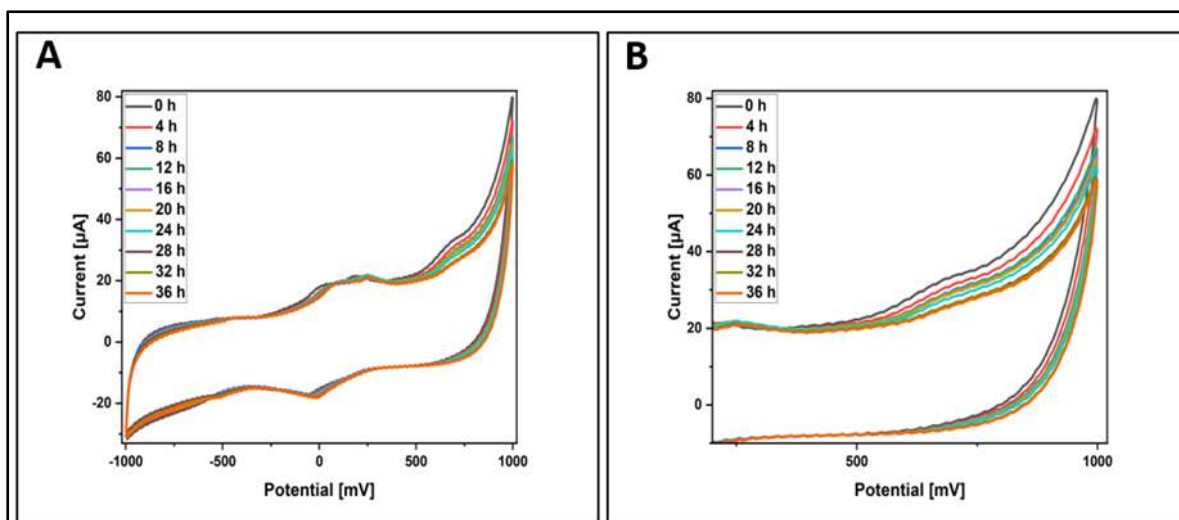 A
80
60
40
20
0
-20
0 h
4 h
8 h
12 h
16 h
20 h
24 h
28 h
32 h
36 h
Current [µA]
-1000
-500
0
500
1000
Potential [mV]
B
80
60
40
20
0
0 h
4 h
8 h
12 h
16 h
20 h
24 h
28 h
32 h
36 h
Current [µA]
500
1000
Potential [mV]